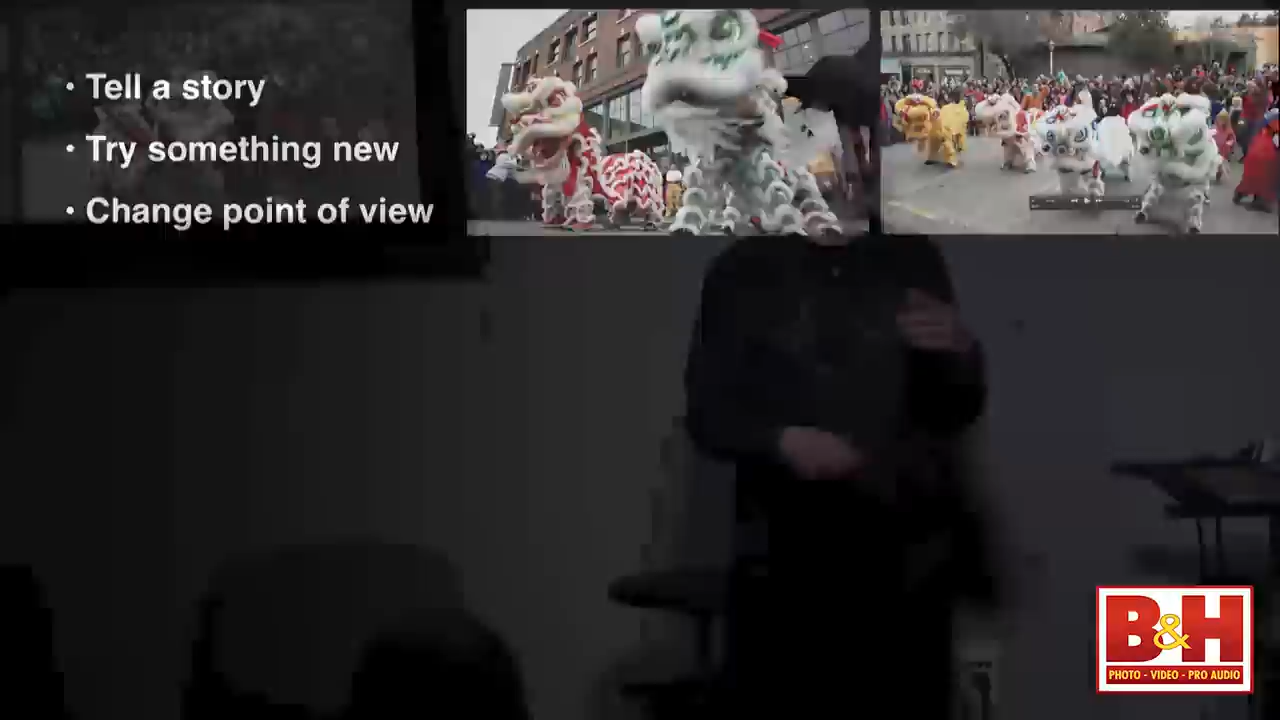 • Tell a story
• Try something new
• Change point of view
B&H
PHOTO - VIDEO - PRO AUDIO